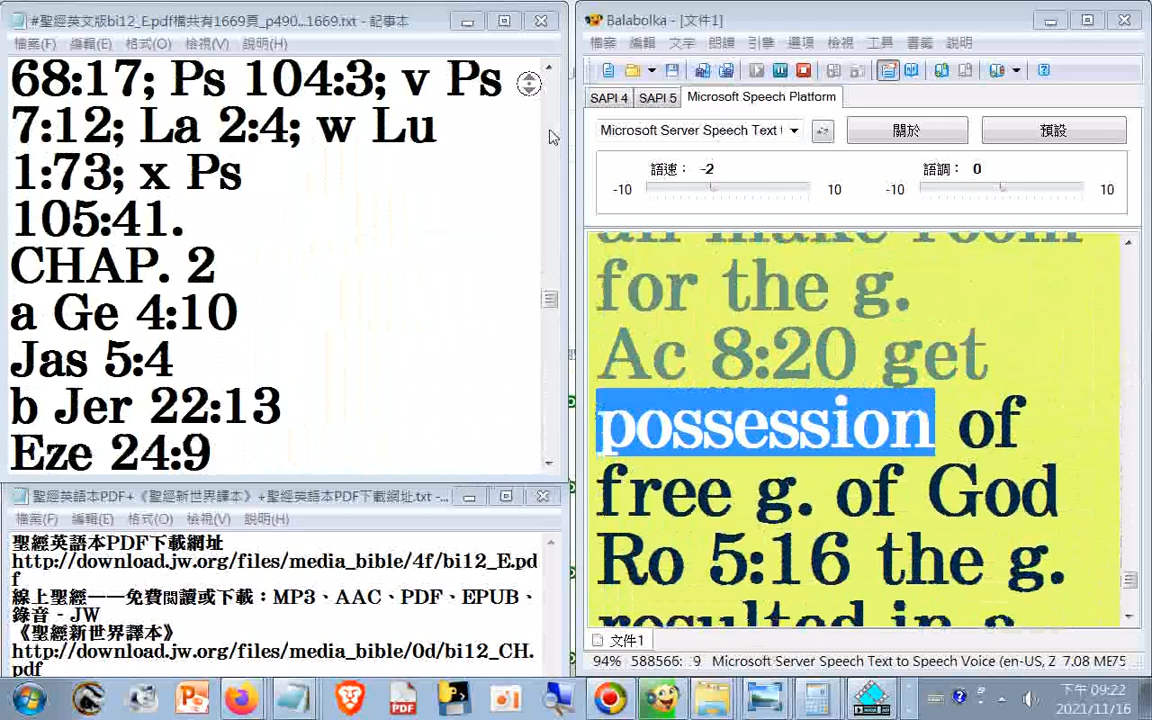 #聖經英文版bi12_E.pdf檔共有1669頁_p490...1669.txt - 記事本
檔案(F) 編輯(E) 格式(O) 檢視(V) 說明(H)
68:17; Ps 104:3; v Ps
7:12; La 2:4; w Lu
1:73; x Ps
105:41.
CHAP. 2
a Ge 4:10
Jas 5:4
b Jer 22:13
Eze 24:9
聖經英語本PDF+《聖經新世界譯本》+聖經英語本PDF下載網址.txt - ...
檔案(F) 編輯(E) 格式(O) 檢視(V) 說明(H)
聖經英語本PDF下載網址
http://download.jw.org/files/media_bible/4f/bi12_E.pd
f
線上聖經——免費閱讀或下載：MP3、AAC、PDF、EPUB、
錄音 - JW
《聖經新世界譯本》
http://download.jw.org/files/media_bible/0d/bi12_CH.
pdf
Balabolka - [文件1]
檔案 編輯 文字 朗讀 引擎 選項 檢視 工具 書籤 說明
SAPI 4 SAPI 5 Microsoft Speech Platform
Microsoft Server Speech Text 關於 預設
語速： -2 語調： 0
-10 10 -10 10
all make room
for the g.
Ac 8:20 get
possession of
free g. of God
Ro 5:16 the g.
resulted in a
文件1
94% 588566: 9 Microsoft Server Speech Text to Speech Voice (en-US, Z 7.08 ME75
下午 09:22
2021/11/16